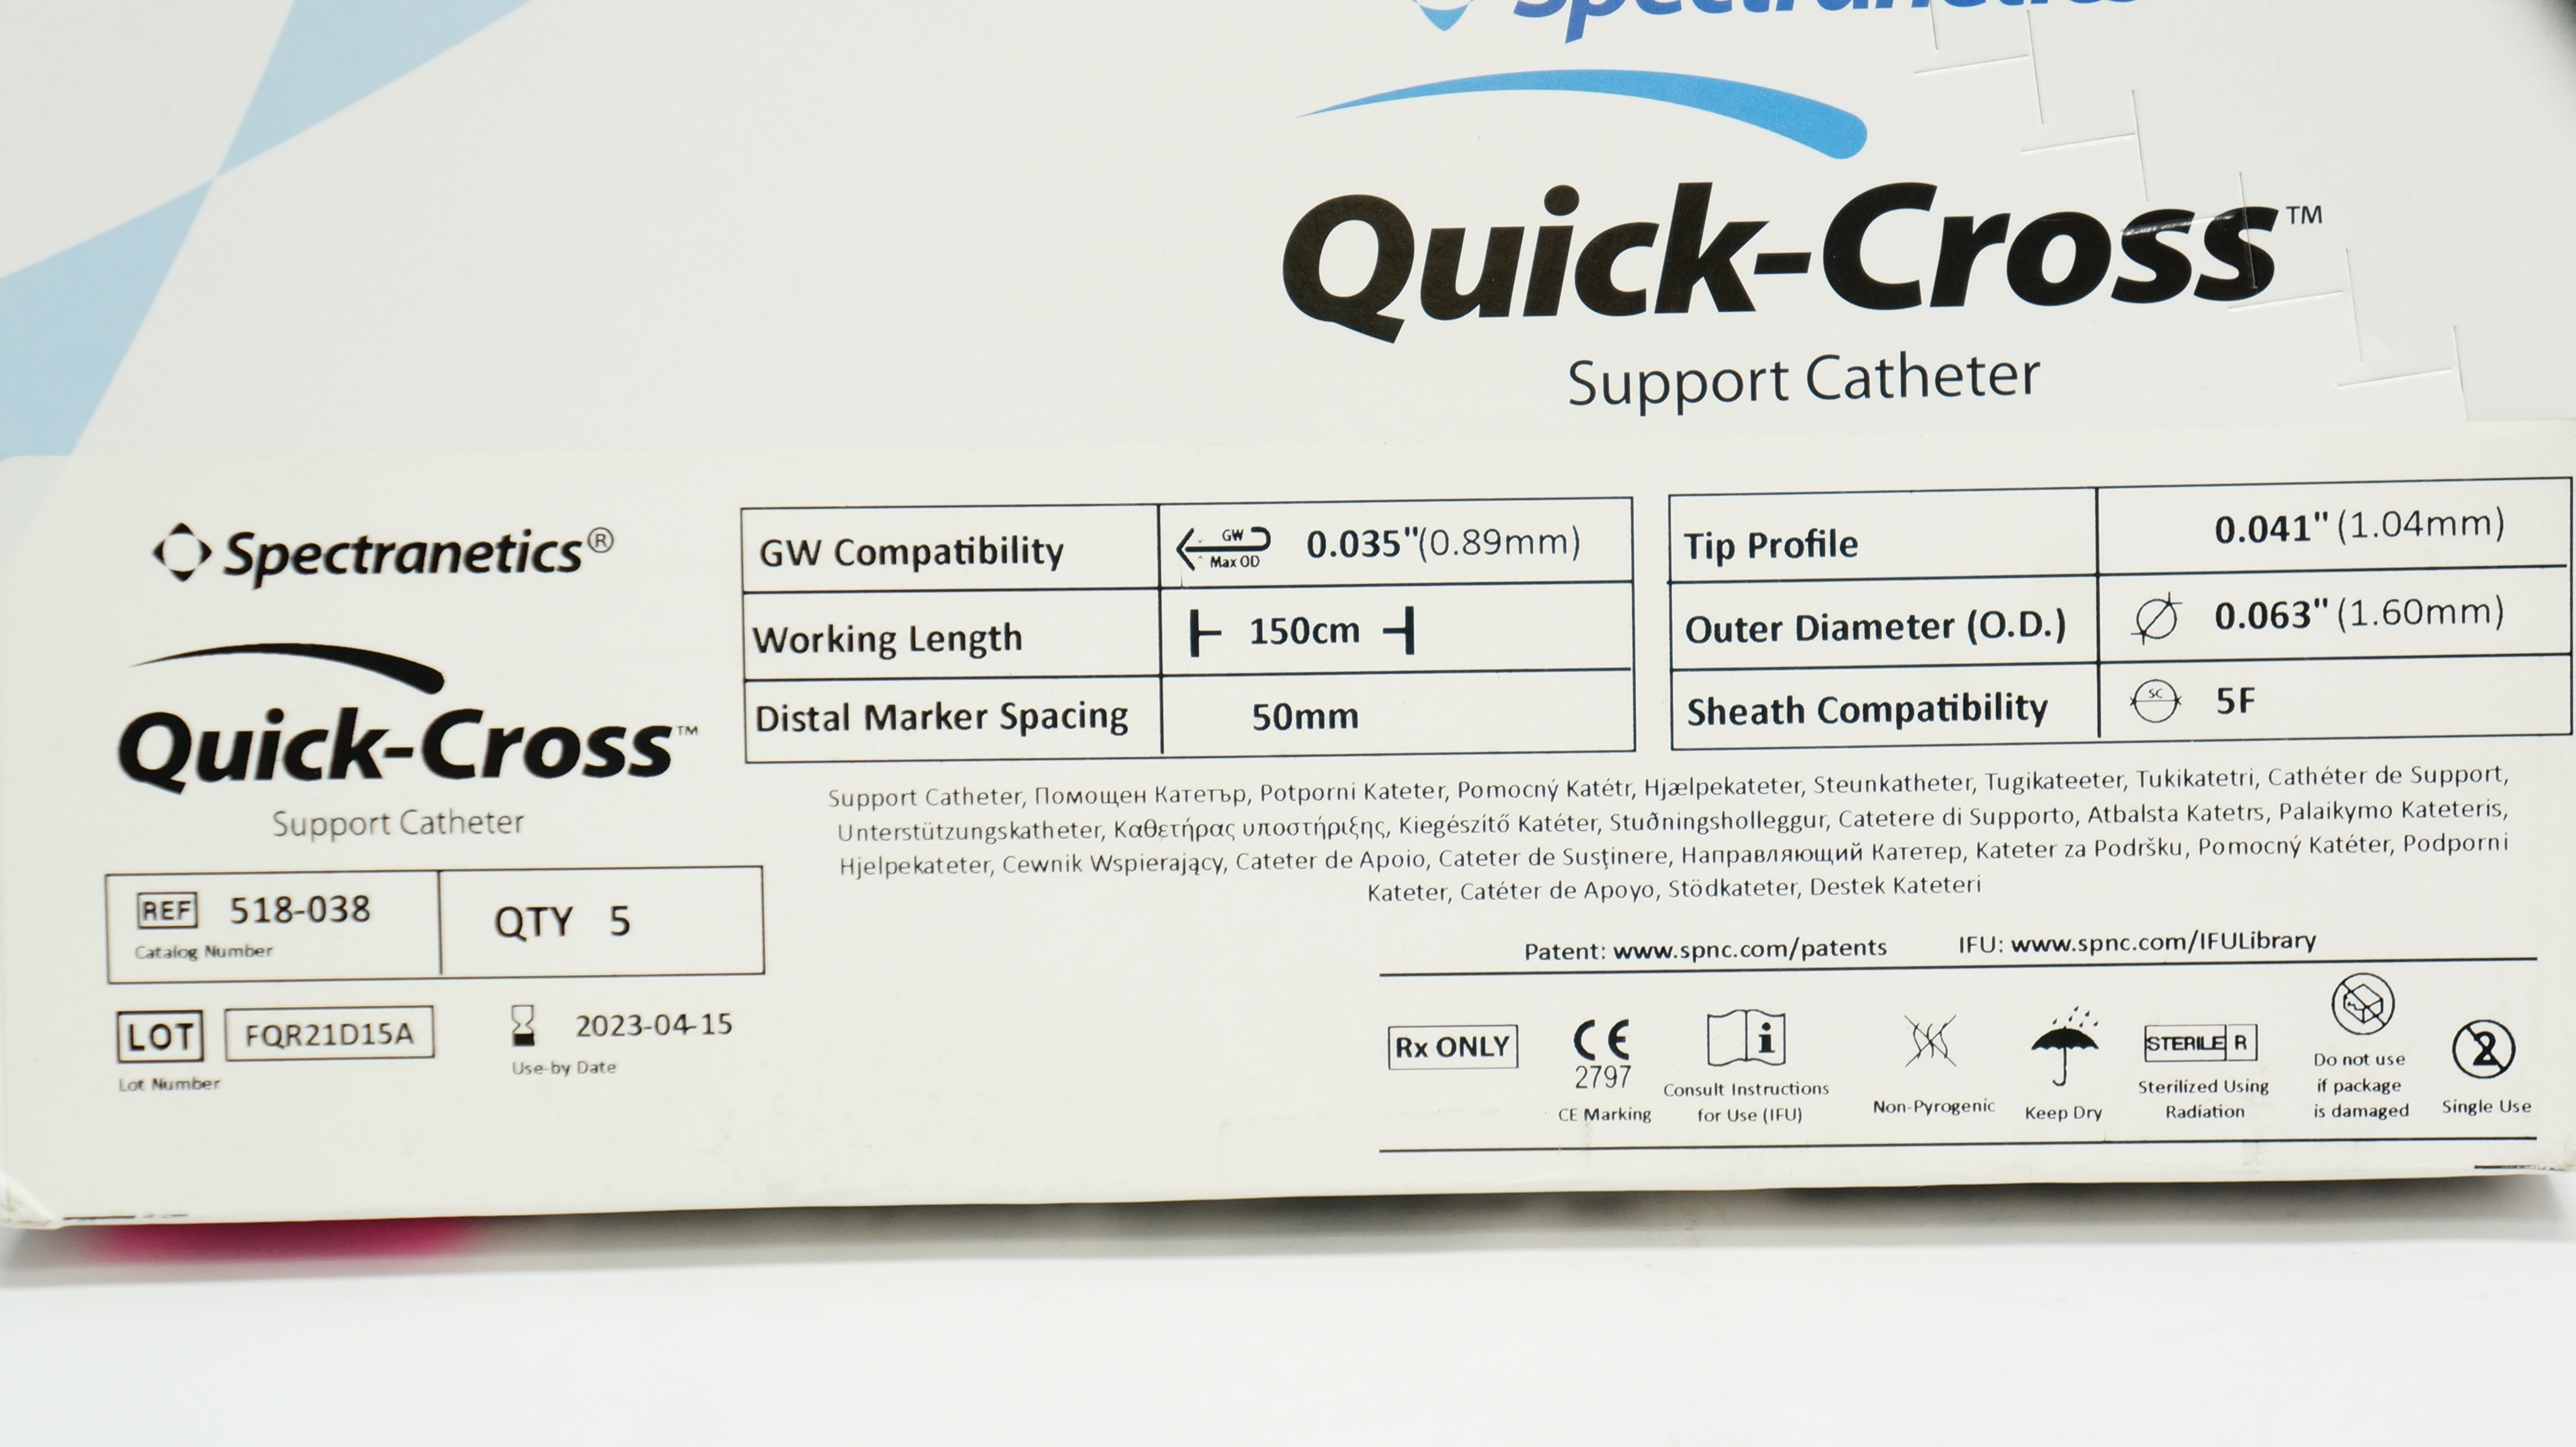 Spectranetics
Quick-Cross™
Support Catheter
Spectranetics®
Quick-Cross™
Support Catheter
REF 518-038
Catalog Number
QTY 5
LOT FQR21D15A
Lot Number
2023-04-15
Use-by Date
GW Compatibility GW Max OD 0.035"(0.89mm)
Working Length 150cm
Distal Marker Spacing 50mm
Tip Profile 0.041" (1.04mm)
Outer Diameter (O.D.) 0.063" (1.60mm)
Sheath Compatibility SC 5F
Support Catheter, Помощен Катетър, Potporni Kateter, Pomocný Katétr, Hjælpekateter, Steunkatheter, Tugikateeter, Tukikatetri, Cathéter de Support,
Unterstützungskatheter, Καθετήρας υποστήριξης, Kiegészítő Katéter, Stuðningsholleggur, Catetere di Supporto, Atbalsta Katetrs, Palaikymo Kateteris,
Hjelpekateter, Cewnik Wspierający, Cateter de Apoio, Cateter de Susţinere, Направляющий Катетер, Kateter za Podršku, Pomocný Katéter, Podporni
Kateter, Catéter de Apoyo, Stödkateter, Destek Kateteri
Patent: www.spnc.com/patents IFU: www.spnc.com/IFULibrary
Rx ONLY
CE
2797
CE Marking
Consult Instructions
for Use (IFU)
Non-Pyrogenic
Keep Dry
STERILE R
Sterilized Using
Radiation
Do not use
if package
is damaged
2
Single Use